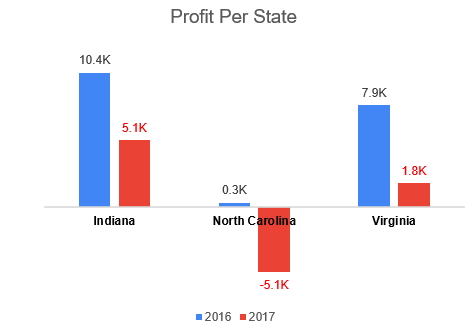 Profit Per State
10.4K
5.1K
0.3K
-5.1K
7.9K
1.8K
Indiana
North Carolina
Virginia
2016
2017